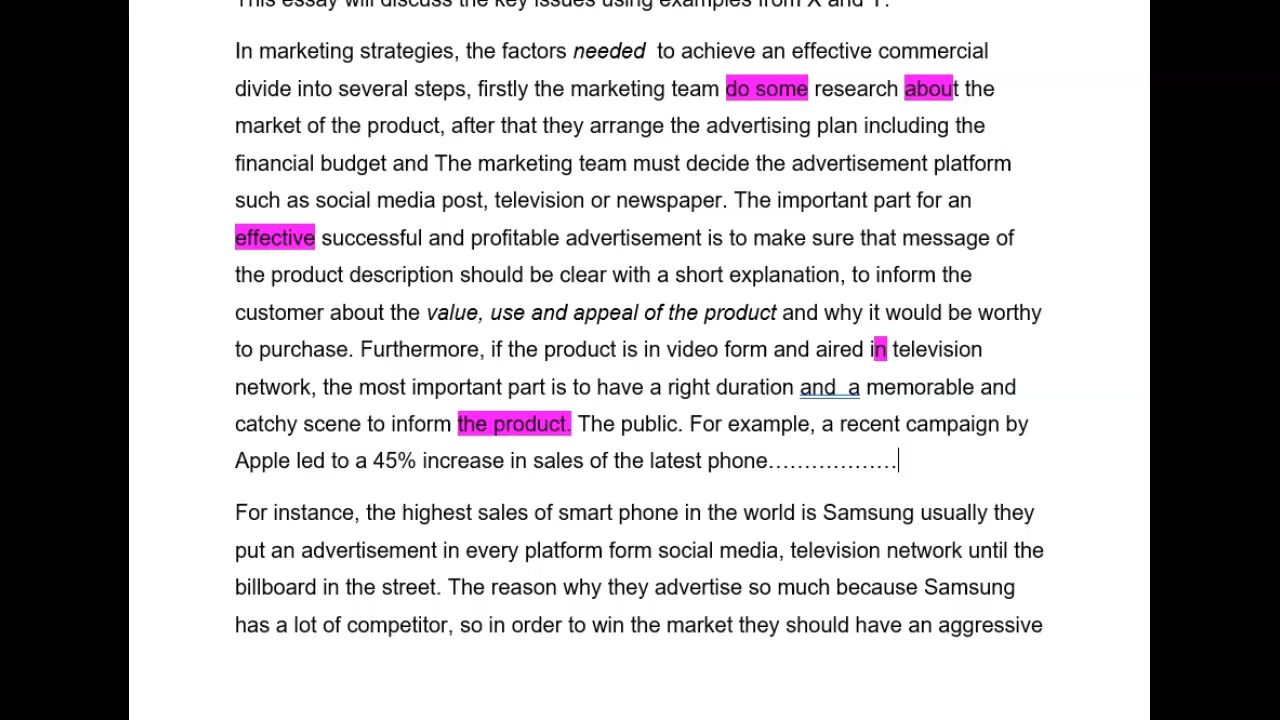 This essay will discuss the key issues using examples from X and Y.
In marketing strategies, the factors needed  to achieve an effective commercial
divide into several steps, firstly the marketing team do some research about the
market of the product, after that they arrange the advertising plan including the
financial budget and The marketing team must decide the advertisement platform
such as social media post, television or newspaper. The important part for an
effective successful and profitable advertisement is to make sure that message of
the product description should be clear with a short explanation, to inform the
customer about the value, use and appeal of the product and why it would be worthy
to purchase. Furthermore, if the product is in video form and aired in television
network, the most important part is to have a right duration and  a memorable and
catchy scene to inform the product. The public. For example, a recent campaign by
Apple led to a 45% increase in sales of the latest phone………………
For instance, the highest sales of smart phone in the world is Samsung usually they
put an advertisement in every platform form social media, television network until the
billboard in the street. The reason why they advertise so much because Samsung
has a lot of competitor, so in order to win the market they should have an aggressive